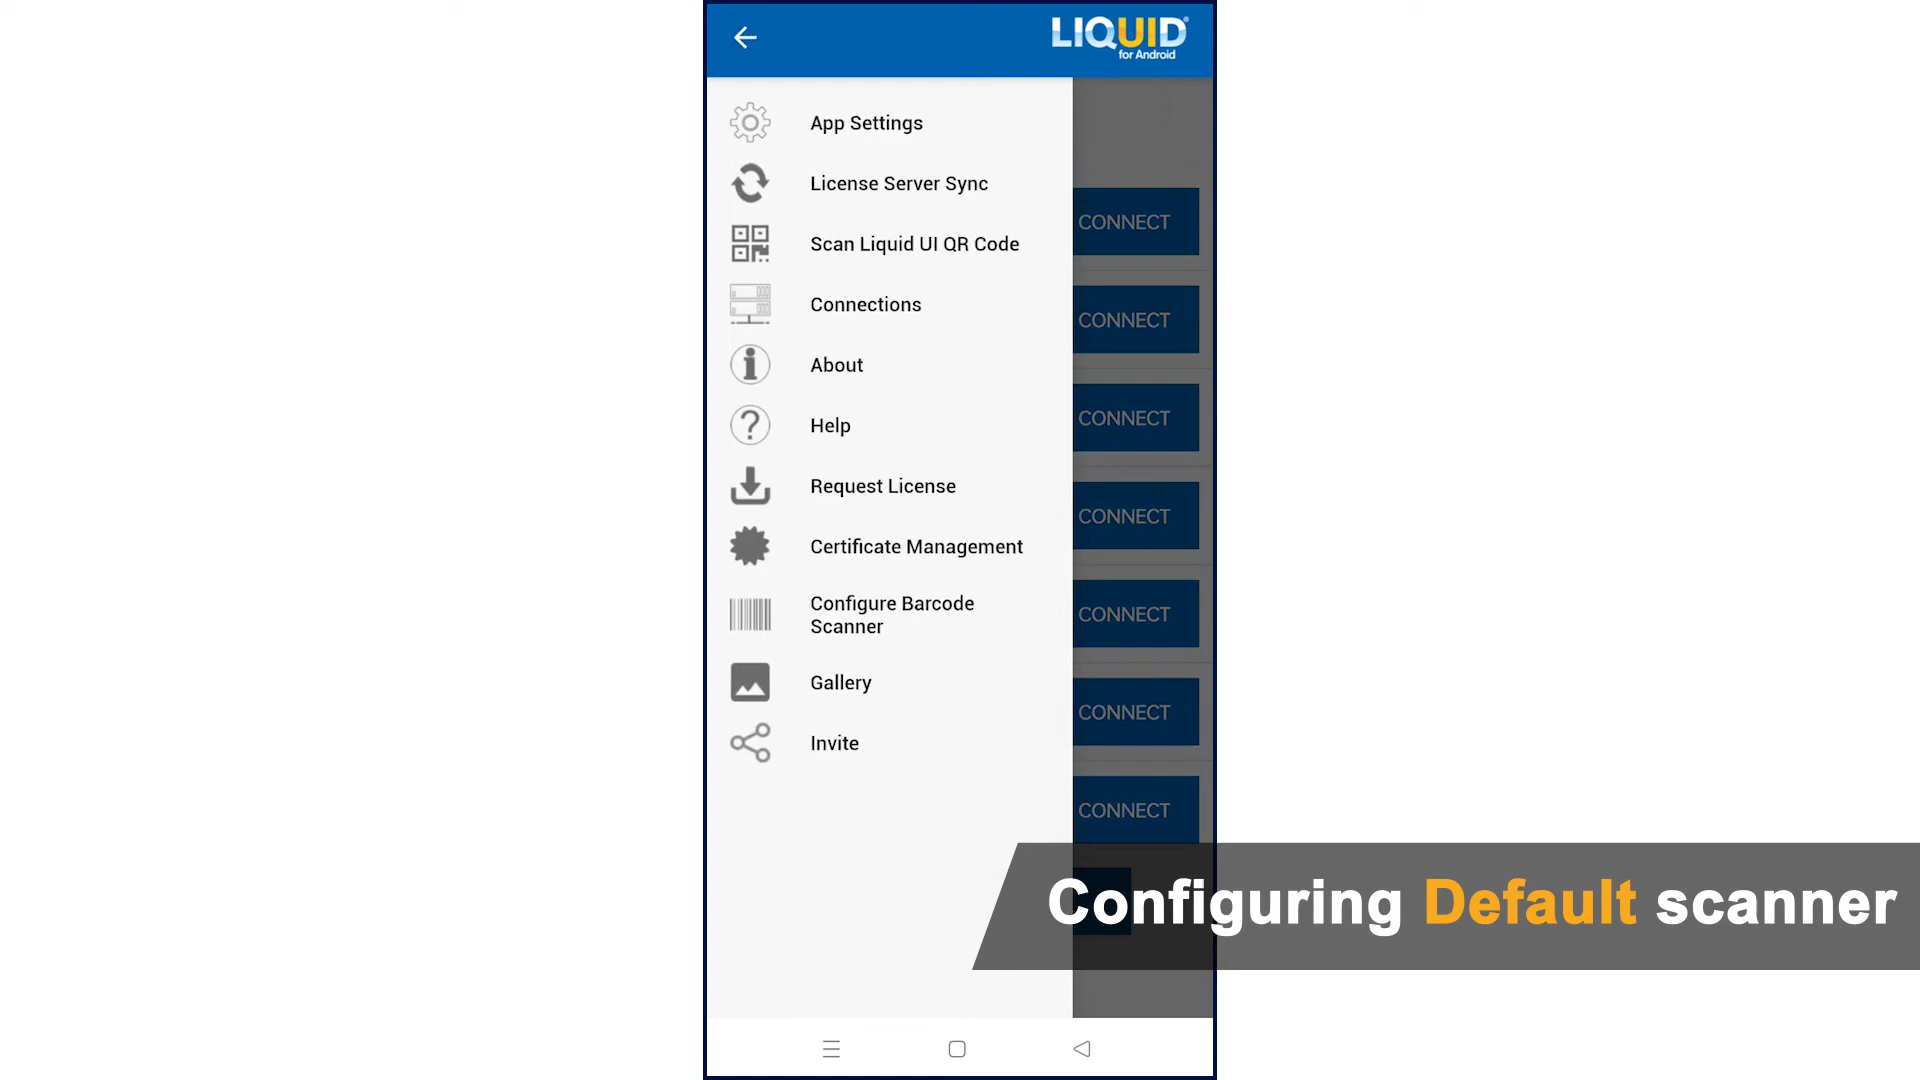 LIQUID®
for Android
App Settings
License Server Sync
Scan Liquid UI QR Code
Connections
About
Help
Request License
Certificate Management
Configure Barcode
Scanner
Gallery
Invite
CONNECT
CONNECT
CONNECT
CONNECT
CONNECT
CONNECT
CONNECT
Configuring Default scanner